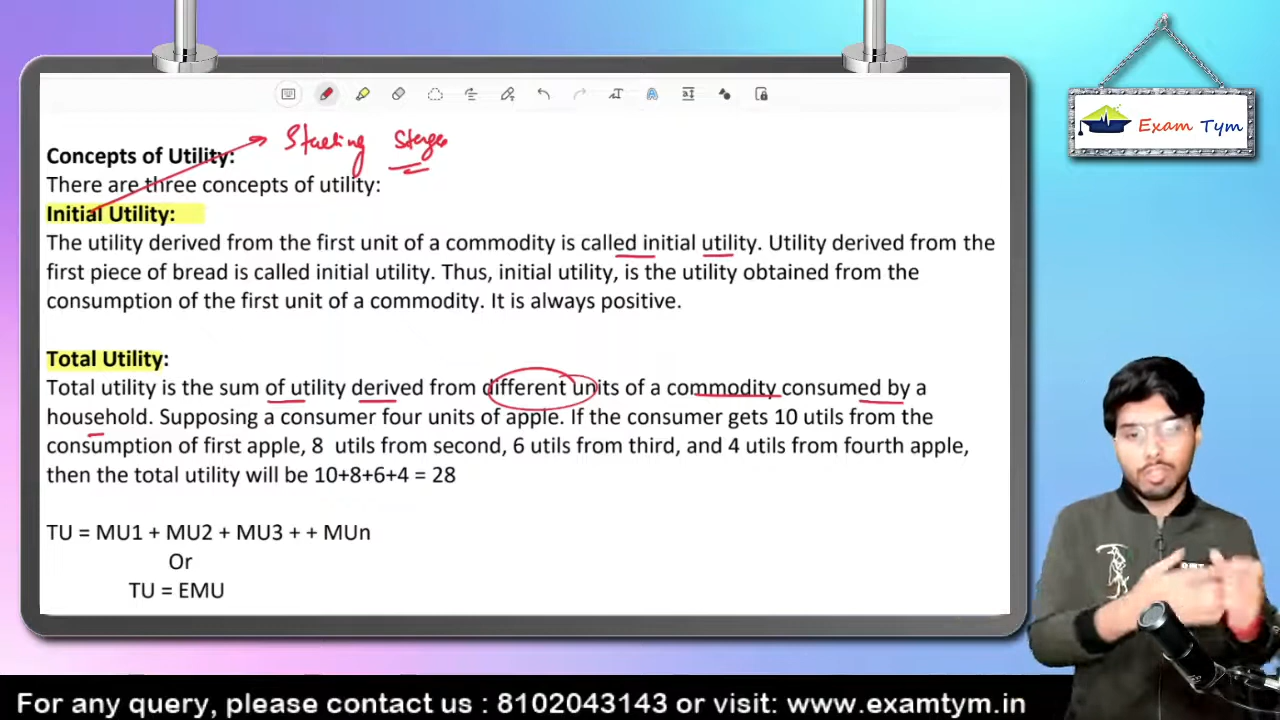 Starting Stage
Concepts of Utility:
There are three concepts of utility:
Initial Utility:
The utility derived from the first unit of a commodity is called initial utility. Utility derived from the
first piece of bread is called initial utility. Thus, initial utility, is the utility obtained from the
consumption of the first unit of a commodity. It is always positive.
Total Utility:
Total utility is the sum of utility derived from different units of a commodity consumed by a
household. Supposing a consumer four units of apple. If the consumer gets 10 utils from the
consumption of first apple, 8 utils from second, 6 utils from third, and 4 utils from fourth apple,
then the total utility will be 10+8+6+4 = 28
TU = MU1 + MU2 + MU3 + + MUn
Or
TU = EMU
Exam Tym
For any query, please contact us : 8102043143 or visit: www.examtym.in